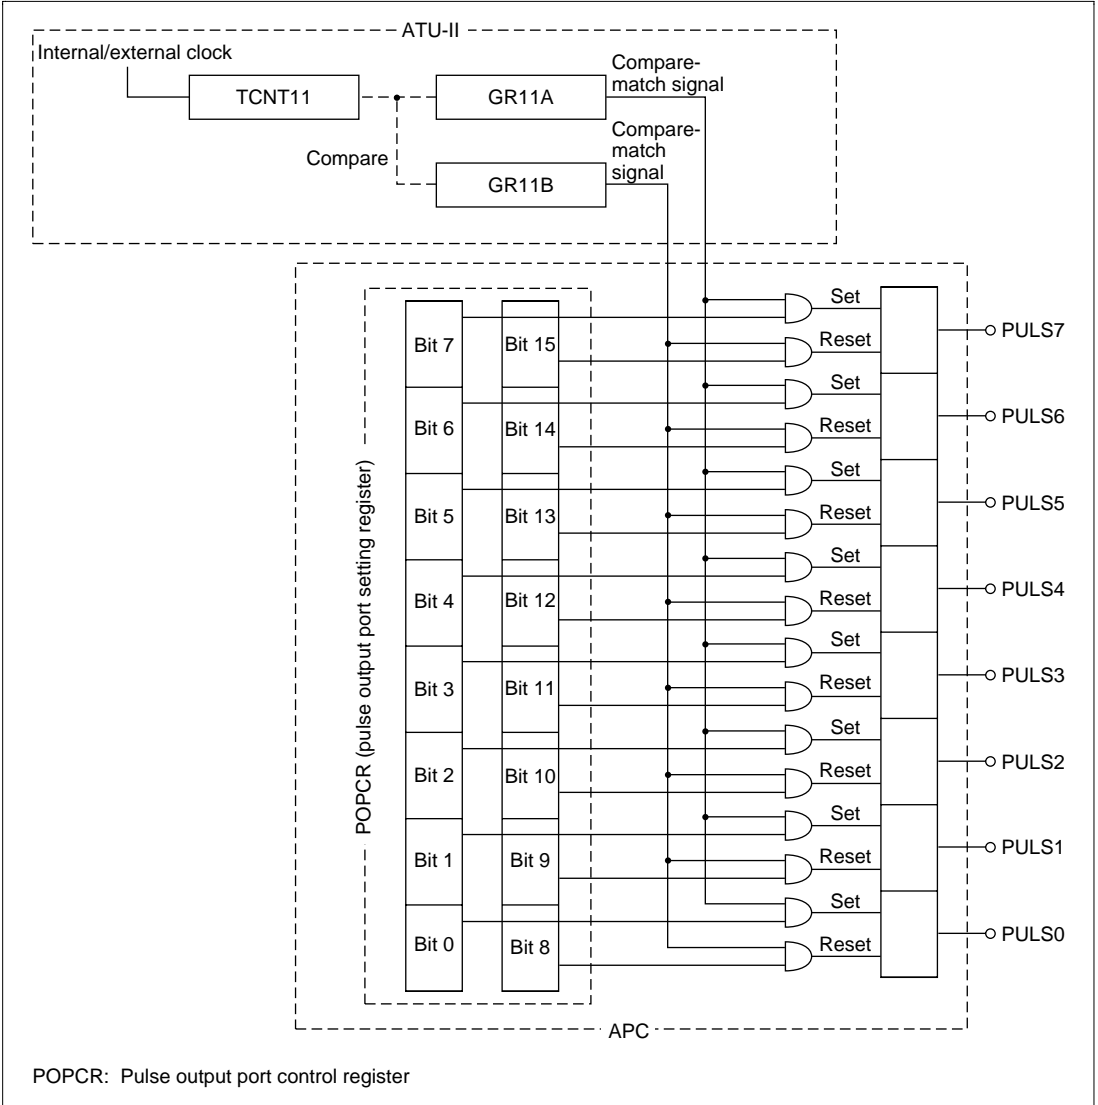 ATU-II
Internal/external clock
TCNT11
GR11A
Compare-
match signal
Compare
GR11B
Compare-
match
signal
POPCR (pulse output port setting register)
Bit 7
Bit 15
Set
Reset
PULS7
Bit 6
Bit 14
Set
Reset
PULS6
Bit 5
Bit 13
Set
Reset
PULS5
Bit 4
Bit 12
Set
Reset
PULS4
Bit 3
Bit 11
Set
Reset
PULS3
Bit 2
Bit 10
Set
Reset
PULS2
Bit 1
Bit 9
Set
Reset
PULS1
Bit 0
Bit 8
Set
Reset
PULS0
APC
POPCR: Pulse output port control register